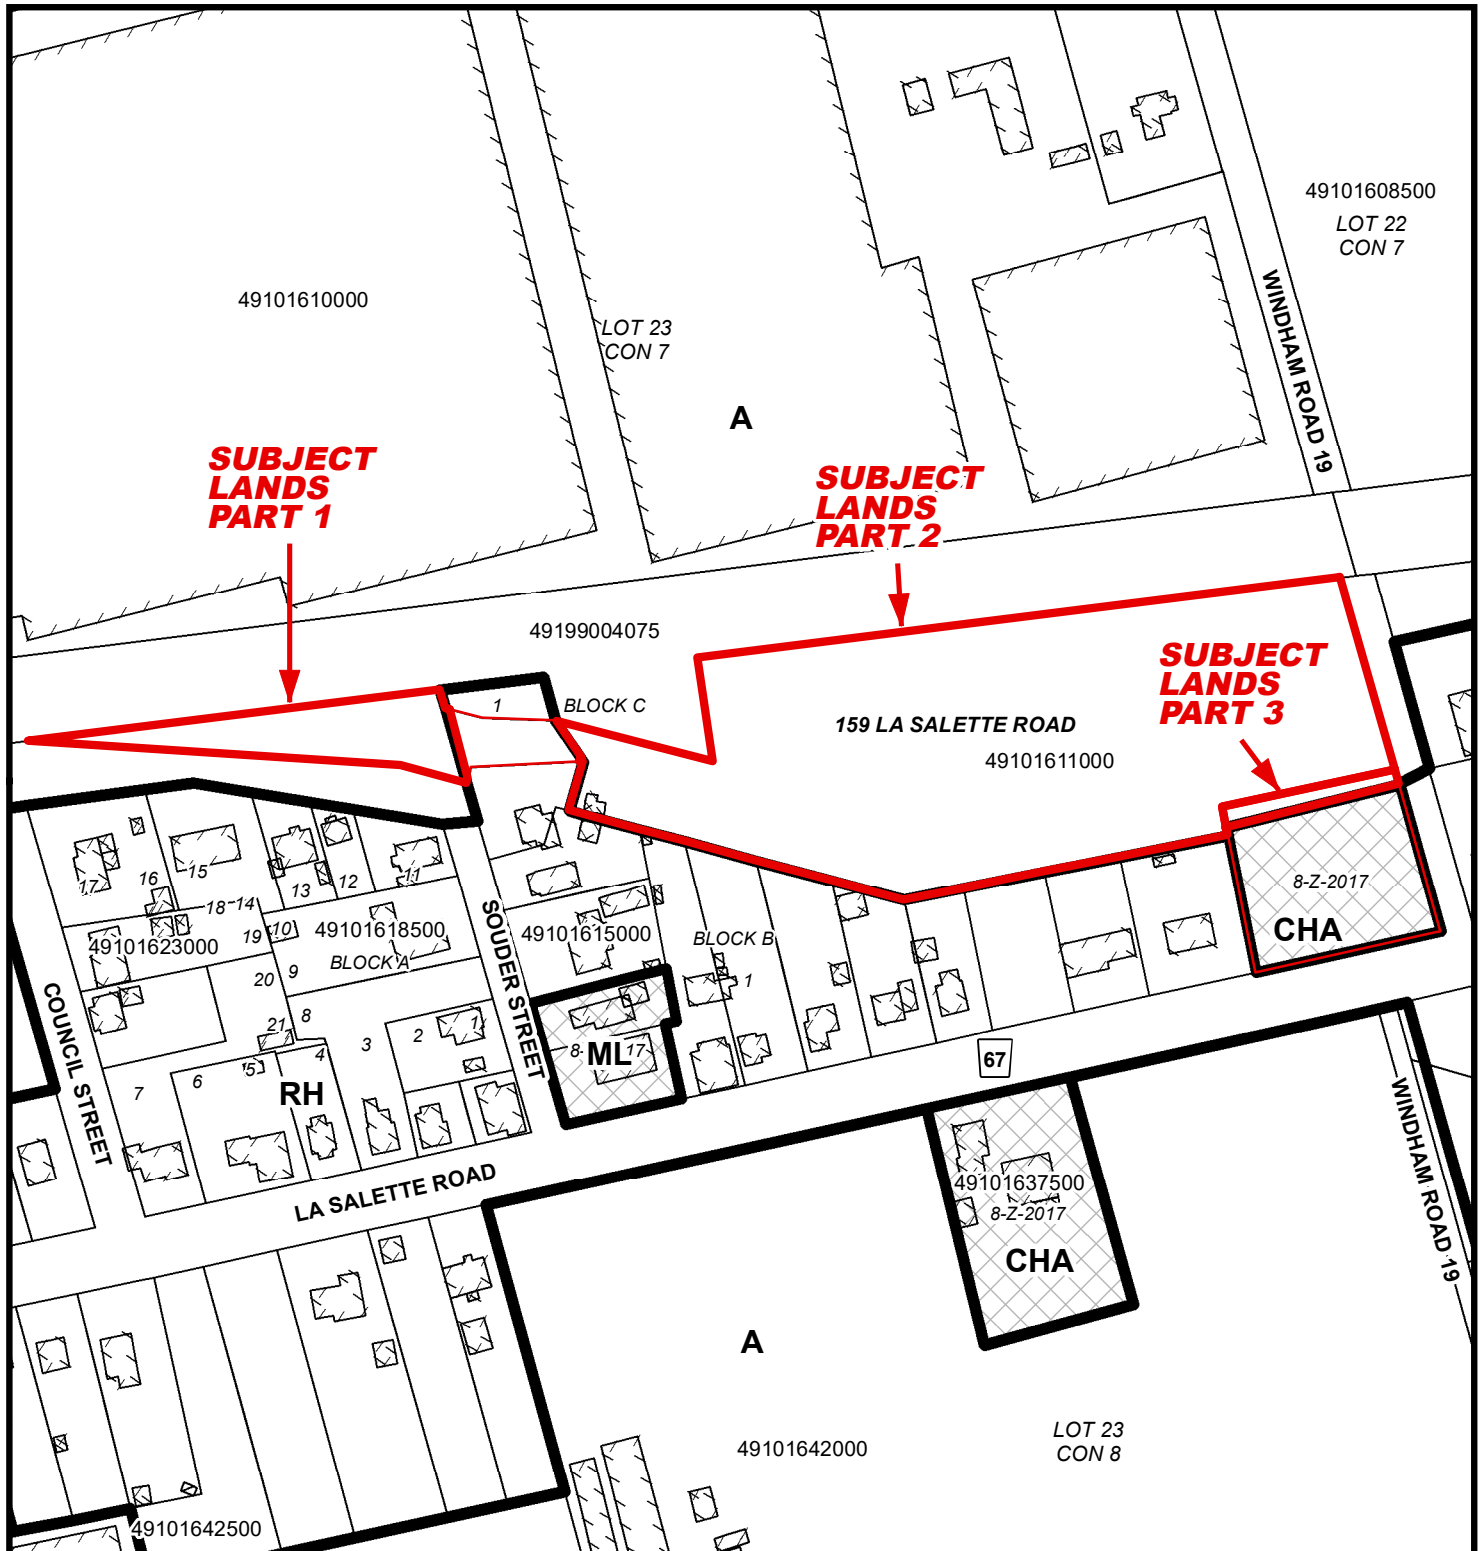 49101608500
LOT 22
CON 7
49101610000
LOT 23
CON 7
WINDHAM ROAD 19
A
SUBJECT
LANDS
PART 1
SUBJECT
LANDS
PART 2
49199004075
SUBJECT
LANDS
PART 3
1
BLOCK C
159 LA SALETTE ROAD
49101611000
17
16
15
13
12
11
8-Z-2017
CHA
18
14
19
10
49101618500
49101623000
BLOCK A
SOUDER STREET
49101615000
BLOCK B
1
20
9
COUNCIL STREET
21
8
4
3
2
1
8-
ML
17
67
5
6
7
RH
LA SALETTE ROAD
WINDHAM ROAD 19
49101637500
8-Z-2017
CHA
A
49101642000
LOT 23
CON 8
49101642500